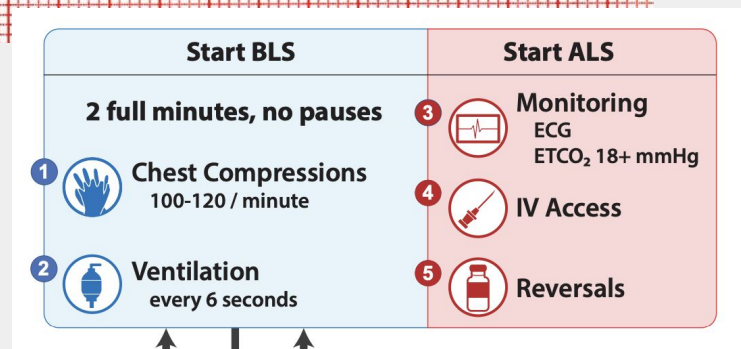 Start BLS
2 full minutes, no pauses
1
Chest Compressions
100-120 / minute
2
Ventilation
every 6 seconds
Start ALS
3
Monitoring
ECG
ETCO₂ 18+ mmHg
4
IV Access
5
Reversals